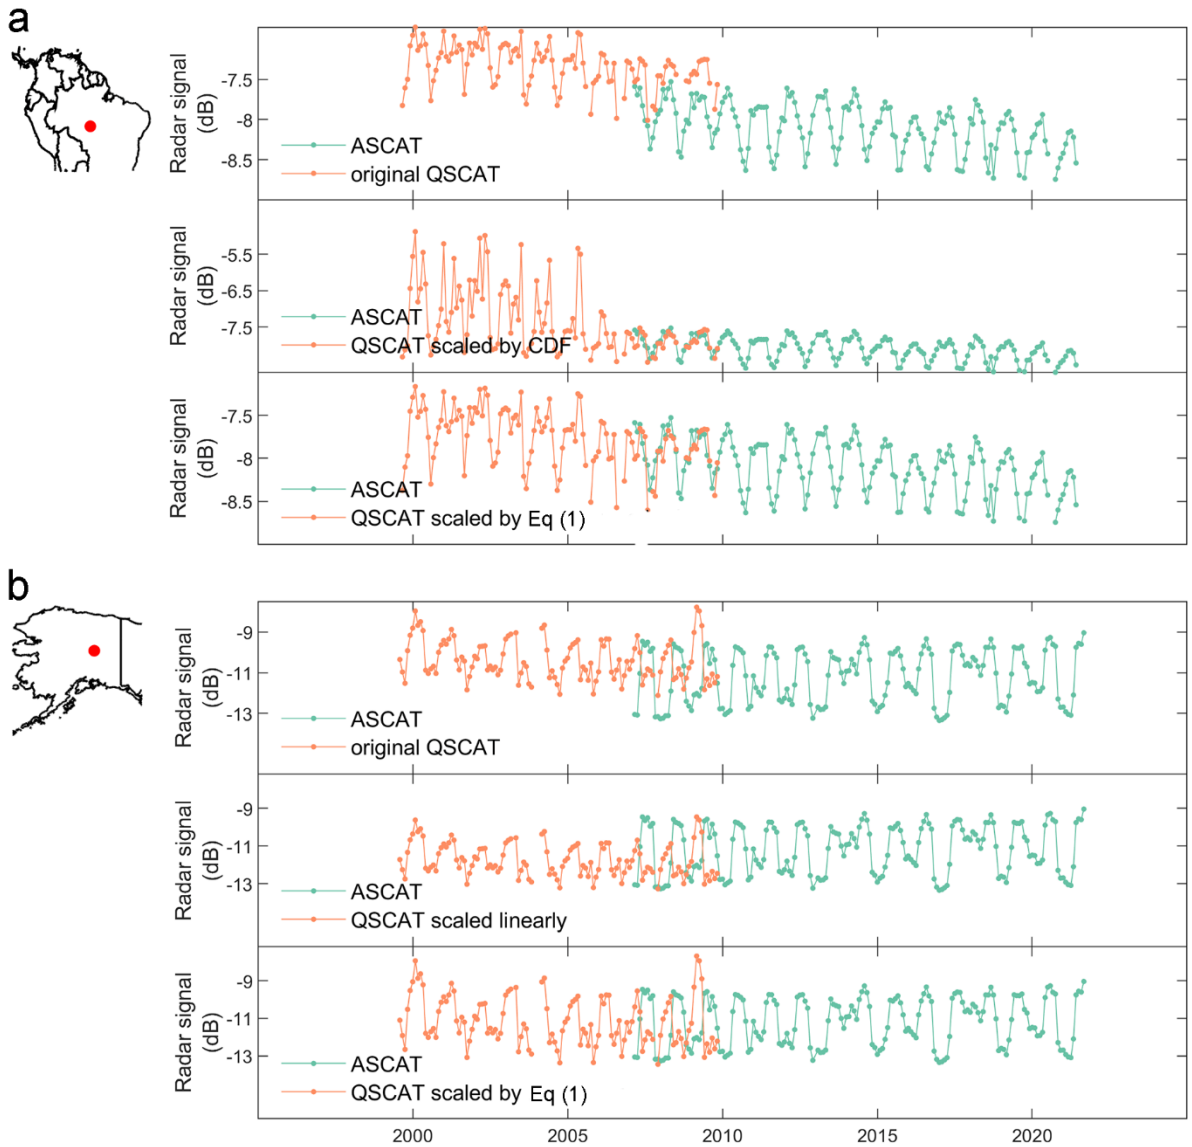 a
Radar signal
(dB)
-7.5
-8
-8.5
ASCAT
original QSCAT
Radar signal
(dB)
-5.5
-6.5
-7.5
ASCAT
QSCAT scaled by CDF
Radar signal
(dB)
-7.5
-8
-8.5
ASCAT
QSCAT scaled by Eq (1)
b
Radar signal
(dB)
-9
-11
-13
ASCAT
original QSCAT
Radar signal
(dB)
-9
-11
-13
ASCAT
QSCAT scaled linearly
Radar signal
(dB)
-9
-11
-13
ASCAT
QSCAT scaled by Eq (1)
2000 2005 2010 2015 2020